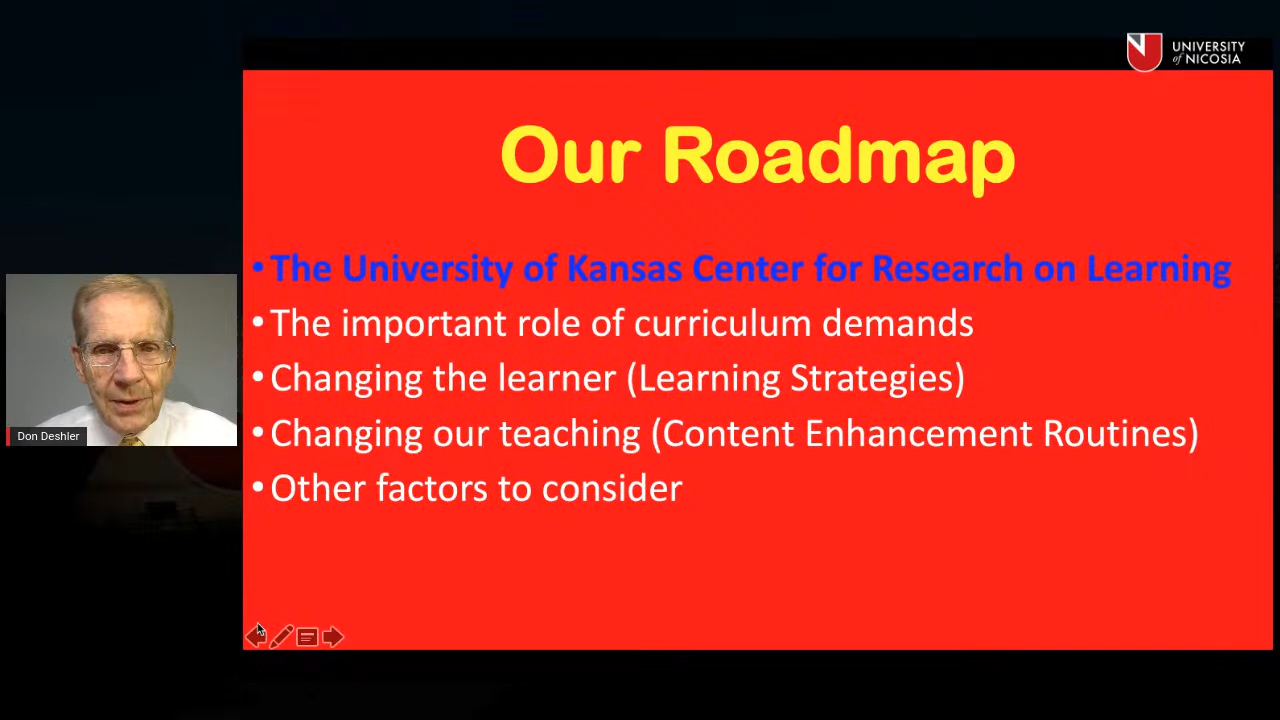 UNIVERSITY
of NICOSIA
Our Roadmap
• The University of Kansas Center for Research on Learning
• The important role of curriculum demands
• Changing the learner (Learning Strategies)
• Changing our teaching (Content Enhancement Routines)
• Other factors to consider
Don Deshler